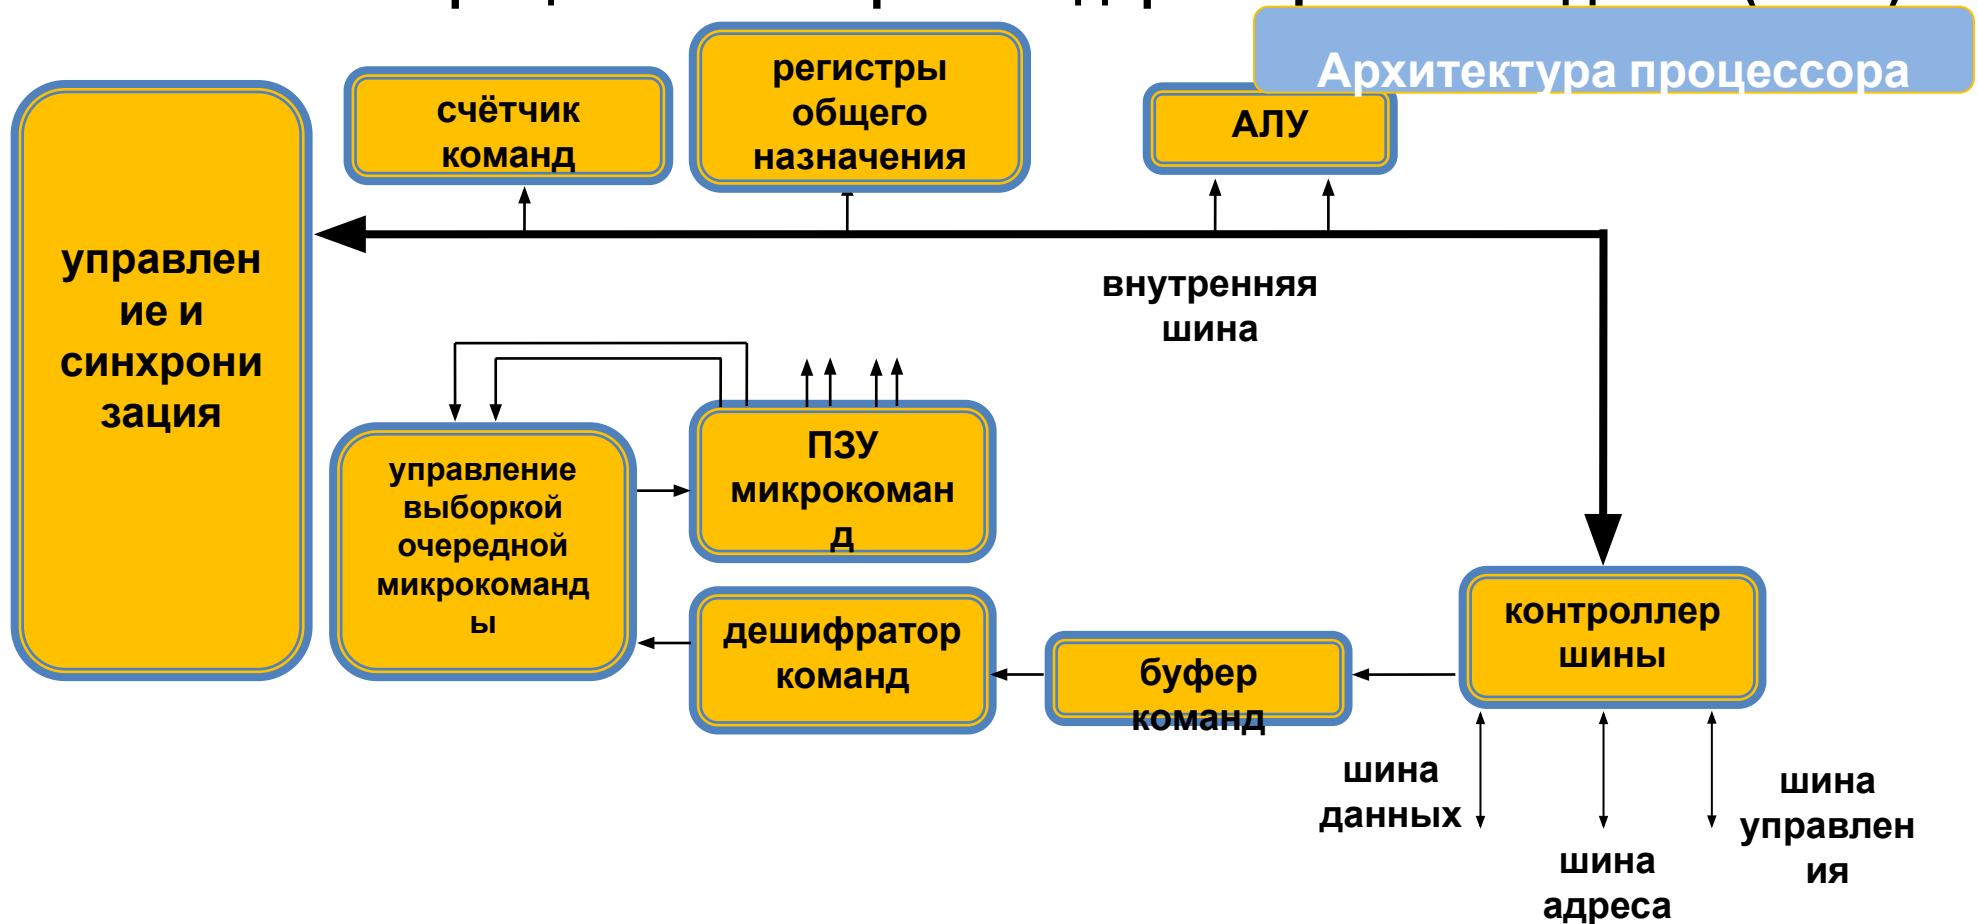 Архитектура процессора
счётчик
команд
регистры
общего
назначения
АЛУ
управлен
ие и
синхрони
зация
внутренняя
шина
управление
выборкой
очередной
микрокоманд
ы
ПЗУ
микрокоман
д
дешифратор
команд
буфер
команд
контроллер
шины
шина
данных
шина
адреса
шина
управлен
ия